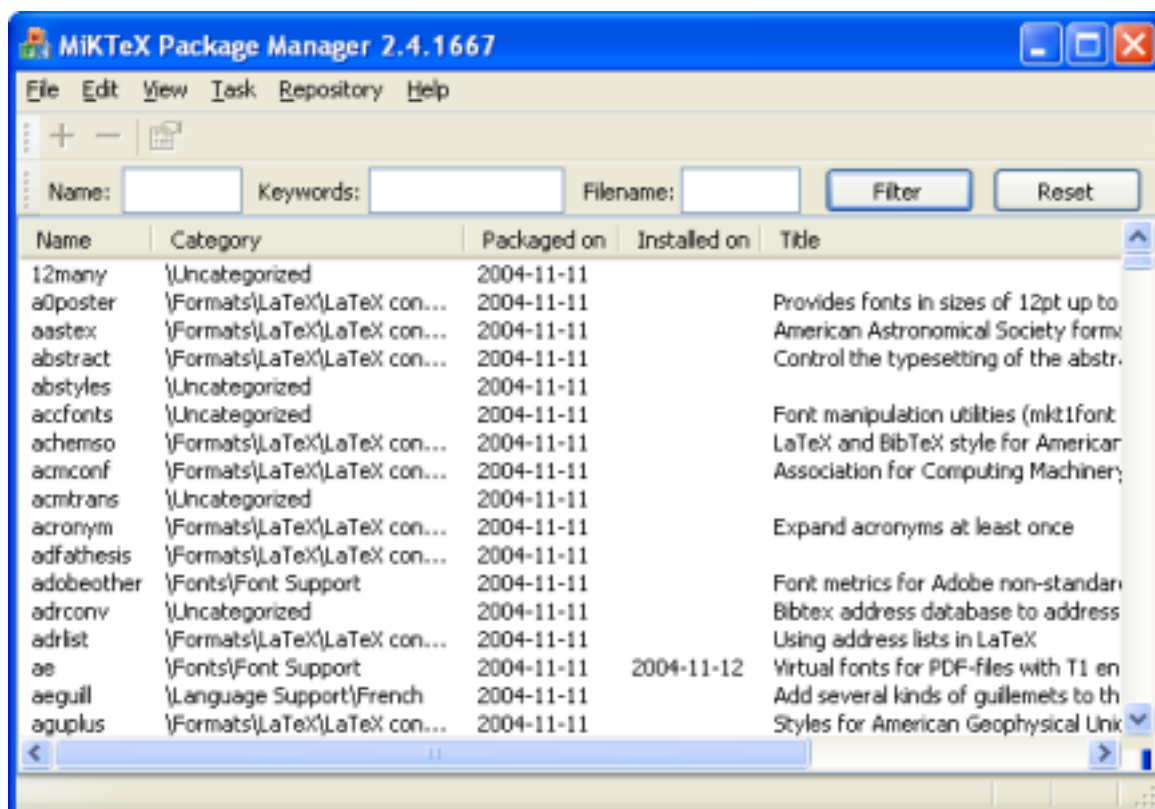 MiKTeX Package Manager 2.4.1667
File Edit View Task Repository Help
Name: Keywords: Filename: Filter Reset
Name Category Packaged on Installed on Title
12many \Uncategorized 2004-11-11
a0poster \Formats\LaTeX\LaTeX con... 2004-11-11 Provides fonts in sizes of 12pt up to
aastex \Formats\LaTeX\LaTeX con... 2004-11-11 American Astronomical Society forma
abstract \Formats\LaTeX\LaTeX con... 2004-11-11 Control the typesetting of the abstra
abstyles \Uncategorized 2004-11-11
accfonts \Uncategorized 2004-11-11 Font manipulation utilities (mkt1font
achemso \Formats\LaTeX\LaTeX con... 2004-11-11 LaTeX and BibTeX style for American
acmconf \Formats\LaTeX\LaTeX con... 2004-11-11 Association for Computing Machinery
acmtrans \Uncategorized 2004-11-11
acronym \Formats\LaTeX\LaTeX con... 2004-11-11 Expand acronyms at least once
adfathesis \Formats\LaTeX\LaTeX con... 2004-11-11
adobeother \Fonts\Font Support 2004-11-11 Font metrics for Adobe non-standard
adrconv \Uncategorized 2004-11-11 Bibtex address database to address
adrlist \Formats\LaTeX\LaTeX con... 2004-11-11 Using address lists in LaTeX
ae \Fonts\Font Support 2004-11-11 2004-11-12 Virtual fonts for PDF-files with T1 en
aeguill \Language Support\French 2004-11-11 Add several kinds of guillemets to th
aguplus \Formats\LaTeX\LaTeX con... 2004-11-11 Styles for American Geophysical Unio